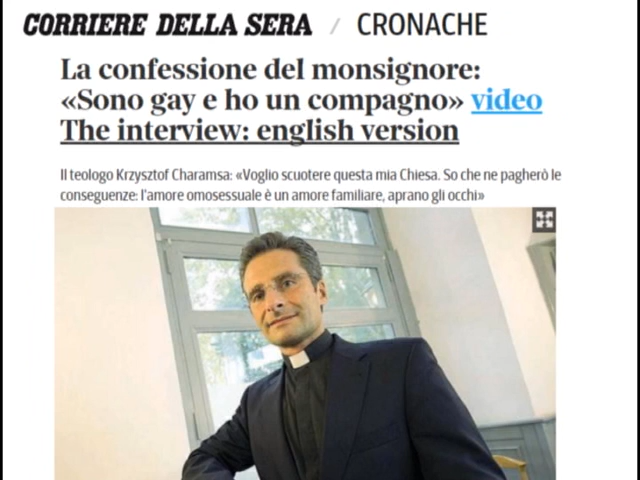 CORRIERE DELLA SERA / CRONACHE
La confessione del monsignore:
«Sono gay e ho un compagno» video
The interview: english version
Il teologo Krzysztof Charamsa: «Voglio scuotere questa mia Chiesa. So che ne pagherò le
conseguenze: l'amore omosessuale è un amore familiare, aprano gli occhi»